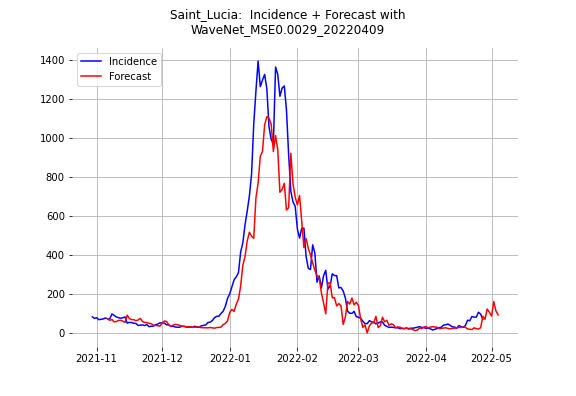 Saint_Lucia:  Incidence + Forecast with
WaveNet_MSE0.0029_20220409
Incidence
Forecast
1400
1200
1000
800
600
400
200
0
2021-11 2021-12 2022-01 2022-02 2022-03 2022-04 2022-05